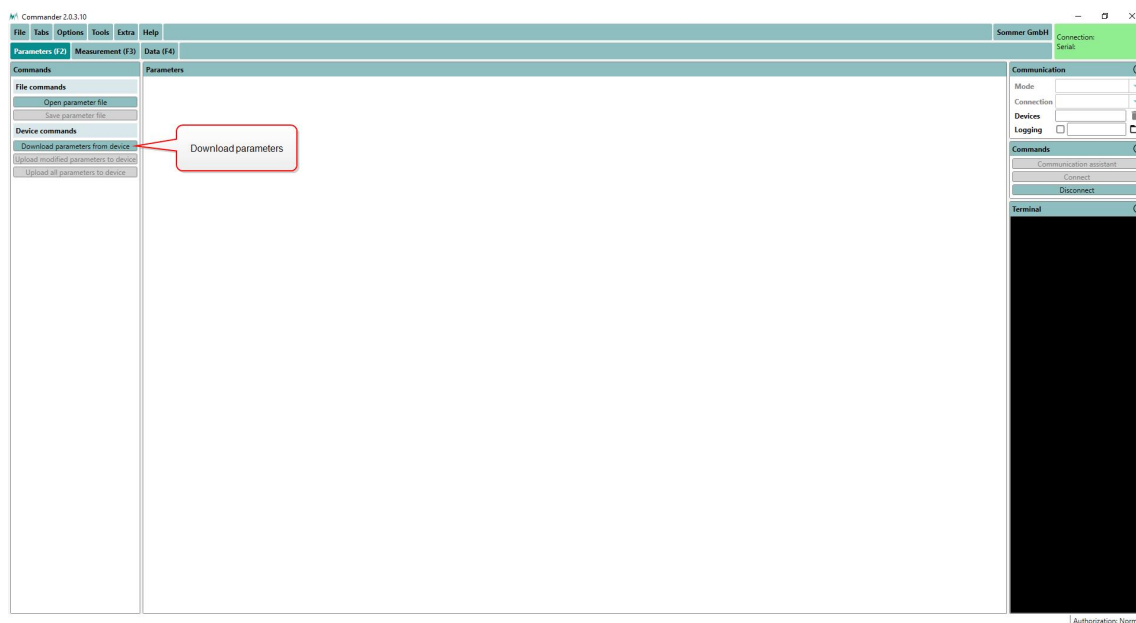 Commander 2.0.3.10
File Tabs Options Tools Extra Help
Sommer GmbH
Connection:
Serial:
Parameters (F2) Measurement (F3) Data (F4)
Commands
File commands
Open parameter file
Save parameter file
Device commands
Download parameters from device
Upload modified parameters to device
Upload all parameters to device
Parameters
Download parameters
Communication
Mode
Connection
Devices
Logging
Commands
Communication assistant
Connect
Disconnect
Terminal
Authorization: Norm